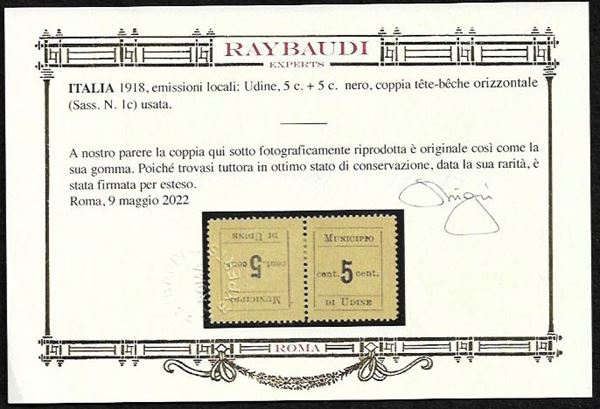 RAYBAUDI
EXPERTS
ITALIA 1918, emissioni locali: Udine, 5 c. + 5 c. nero, coppia tête-bêche orizzontale
(Sass. N. 1c) usata.
A nostro parere la coppia qui sotto fotograficamente riprodotta è originale così come la
sua gomma. Poiché trovasi tuttora in ottimo stato di conservazione, data la sua rarità, è
stata firmata per esteso.
Roma, 9 maggio 2022
MUNICIPIO
cent. 5 cent.
DI UDINE
MUNICIPIO
cent. 5 cent.
DI UDINE
ROMA